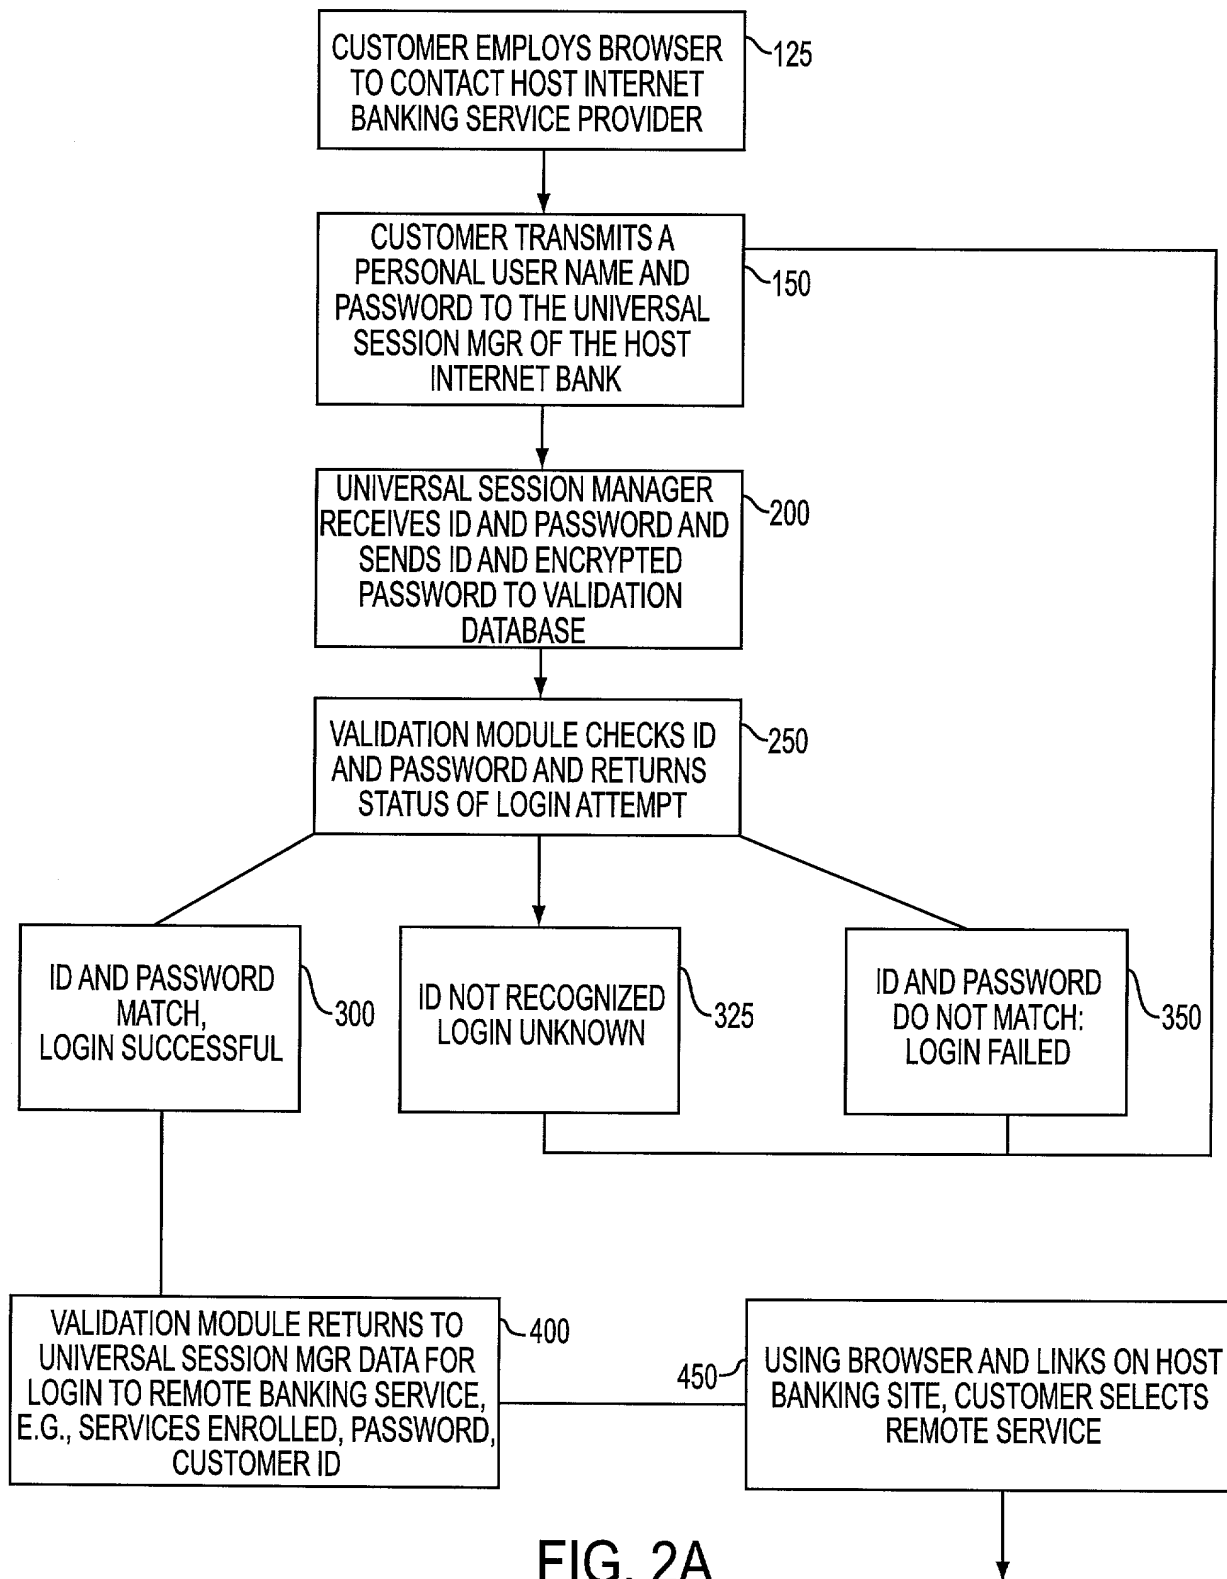 CUSTOMER EMPLOYS BROWSER
TO CONTACT HOST INTERNET
BANKING SERVICE PROVIDER
125
CUSTOMER TRANSMITS A
PERSONAL USER NAME AND
PASSWORD TO THE UNIVERSAL
SESSION MGR OF THE HOST
INTERNET BANK
150
UNIVERSAL SESSION MANAGER
RECEIVES ID AND PASSWORD AND
SENDS ID AND ENCRYPTED
PASSWORD TO VALIDATION
DATABASE
200
VALIDATION MODULE CHECKS ID
AND PASSWORD AND RETURNS
STATUS OF LOGIN ATTEMPT
250
ID AND PASSWORD
MATCH,
LOGIN SUCCESSFUL
300
ID NOT RECOGNIZED
LOGIN UNKNOWN
325
ID AND PASSWORD
DO NOT MATCH:
LOGIN FAILED
350
VALIDATION MODULE RETURNS TO
UNIVERSAL SESSION MGR DATA FOR
LOGIN TO REMOTE BANKING SERVICE,
E.G., SERVICES ENROLLED, PASSWORD,
CUSTOMER ID
400
450
USING BROWSER AND LINKS ON HOST
BANKING SITE, CUSTOMER SELECTS
REMOTE SERVICE
FIG. 2A